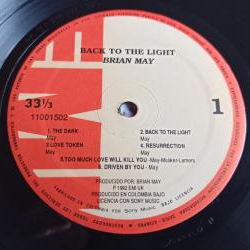 BACK TO THE LIGHT
BRIAN MAY
33⅓
11001502
1
1.THE DARK
May
2.BACK TO THE LIGHT
May
3.LOVE TOKEN
May
4.RESURRECTION
May
5.TOO MUCH LOVE WILL KILL YOU -May-Musker-Lamers
6. DRIVEN BY YOU - May
PRODUCIDO POR: BRIAN MAY
℗ 1992 EMI UK
PRODUCIDO EN COLOMBIA BAJO
LICENCIA CON SONY MUSIC